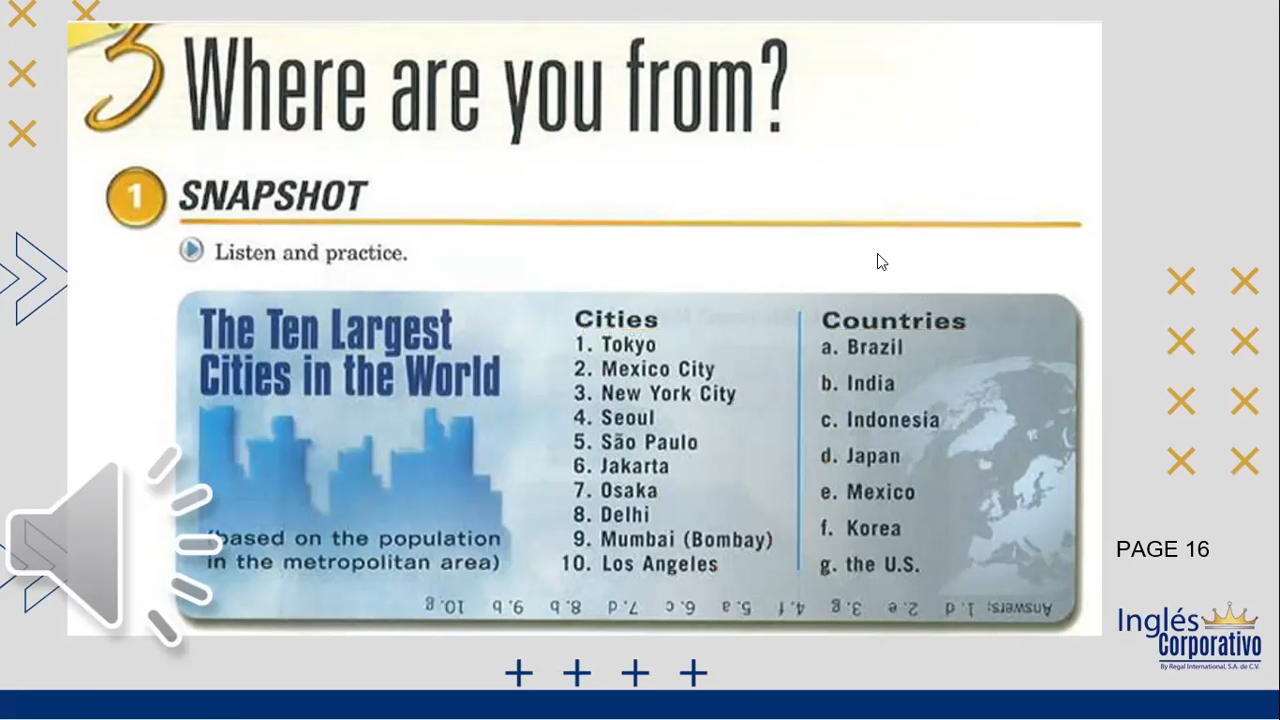 3 Where are you from?
1 SNAPSHOT
Listen and practice.
The Ten Largest
Cities in the World
(based on the population
in the metropolitan area)
Cities
1. Tokyo
2. Mexico City
3. New York City
4. Seoul
5. São Paulo
6. Jakarta
7. Osaka
8. Delhi
9. Mumbai (Bombay)
10. Los Angeles
Countries
a. Brazil
b. India
c. Indonesia
d. Japan
e. Mexico
f. Korea
g. the U.S.
Answers: 1. d 2. e 3. g 4. f 5. a 6. c 7. d 8. b 9. b 10. g
PAGE 16
Inglés
Corporativo
By Regal International, S.A. de C.V.